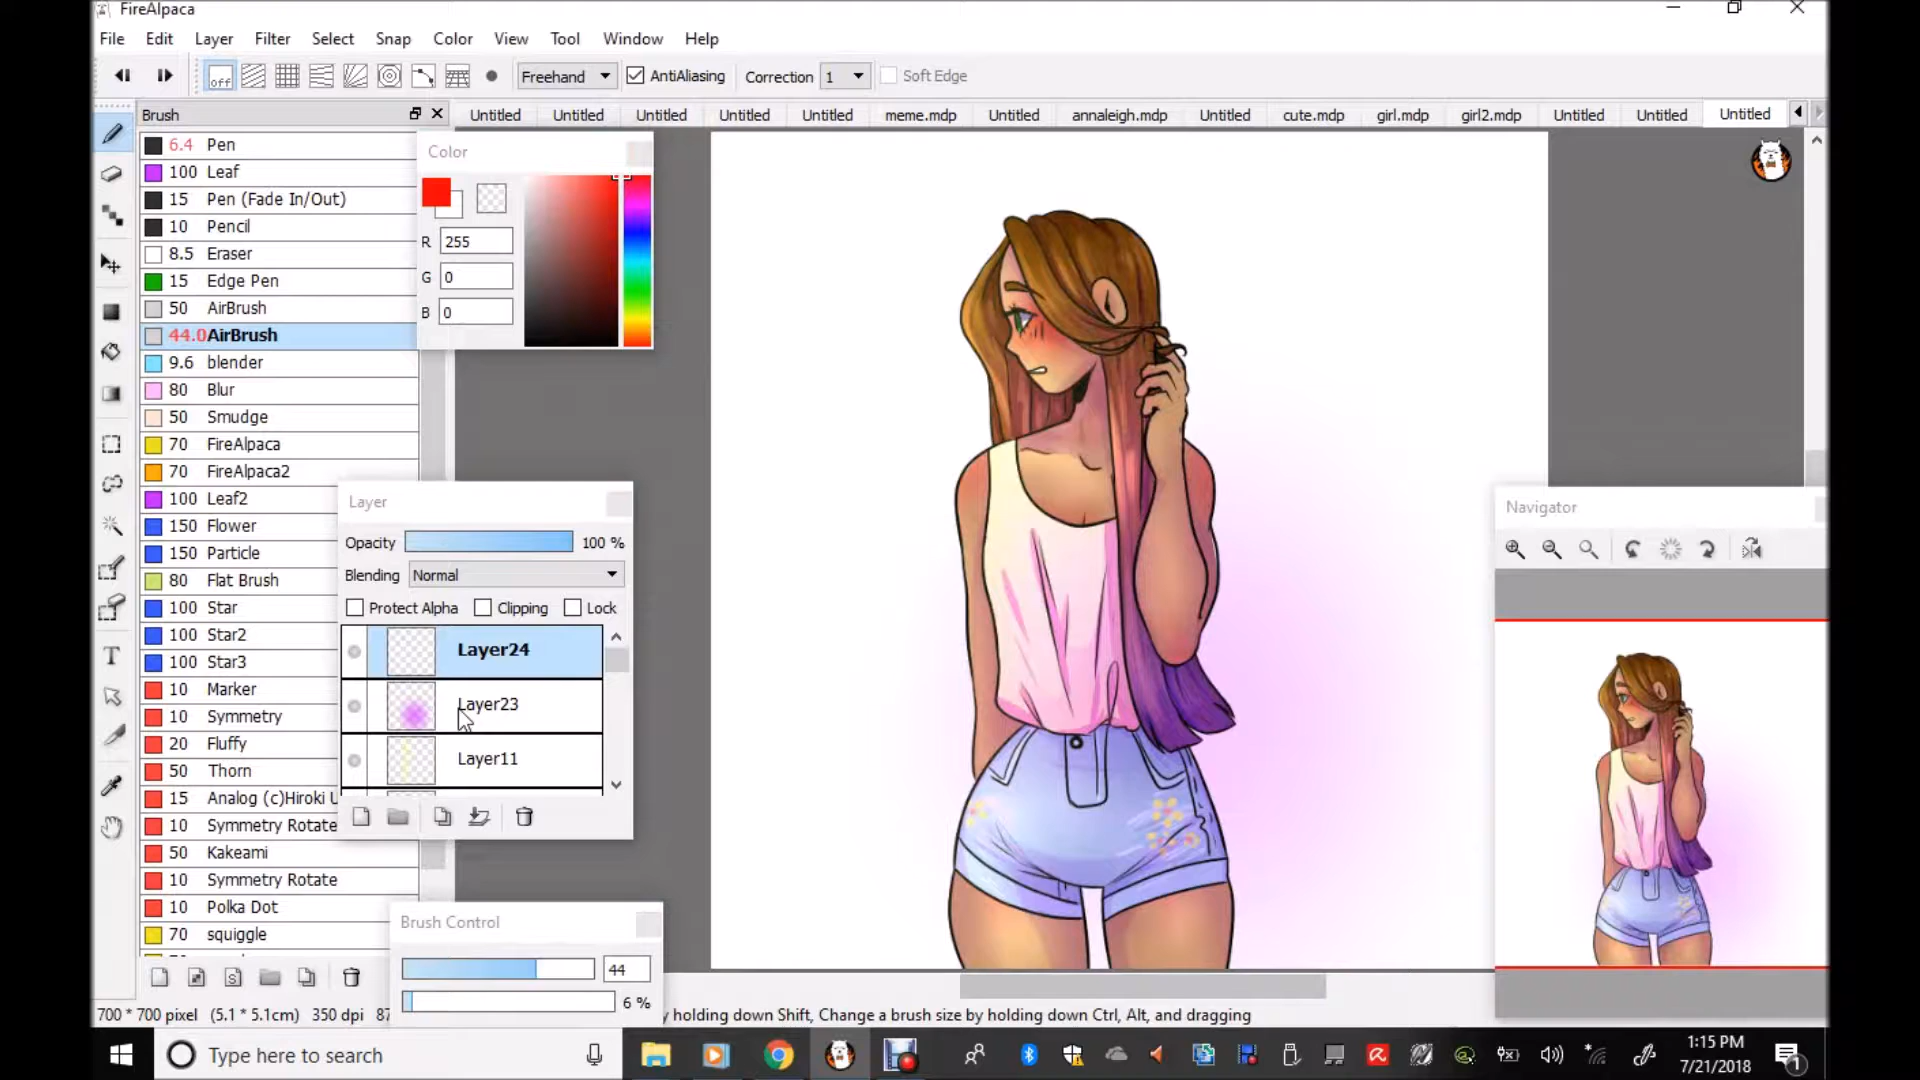 FireAlpaca
File Edit Layer Filter Select Snap Color View Tool Window Help
off Freehand AntiAliasing Correction 1 Soft Edge
Brush
Untitled Untitled Untitled Untitled Untitled meme.mdp Untitled annaleigh.mdp Untitled cute.mdp girl.mdp girl2.mdp Untitled Untitled Untitled
6.4 Pen
100 Leaf
15 Pen (Fade In/Out)
10 Pencil
8.5 Eraser
15 Edge Pen
50 AirBrush
44.0 AirBrush
9.6 blender
80 Blur
50 Smudge
70 FireAlpaca
70 FireAlpaca2
100 Leaf2
150 Flower
150 Particle
80 Flat Brush
100 Star
100 Star2
100 Star3
10 Marker
10 Symmetry
20 Fluffy
50 Thorn
15 Analog (c)Hiroki U
10 Symmetry Rotate
50 Kakeami
10 Symmetry Rotate
10 Polka Dot
70 squiggle
Color
R 255
G 0
B 0
Layer
Opacity 100 %
Blending Normal
Protect Alpha Clipping Lock
Layer24
Layer23
Layer11
Brush Control
44
6 %
Navigator
700 * 700 pixel (5.1 * 5.1cm) 350 dpi 87
y holding down Shift, Change a brush size by holding down Ctrl, Alt, and dragging
Type here to search
1:15 PM
7/21/2018
1